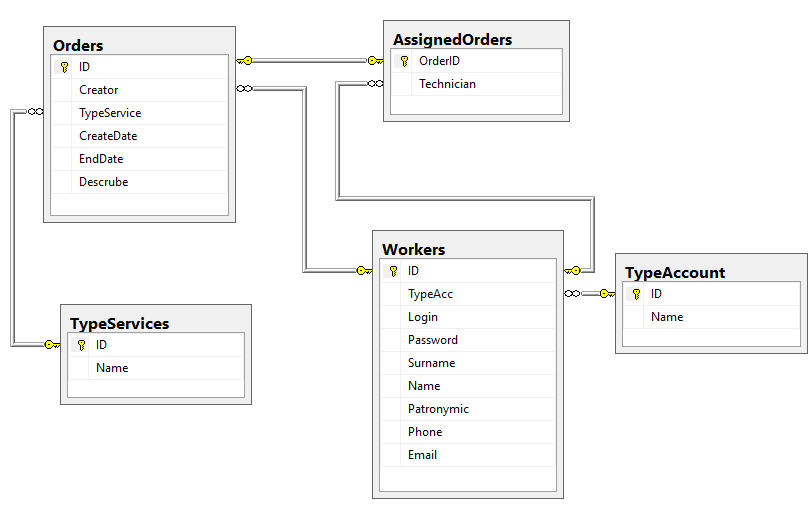 Orders
ID
Creator
TypeService
CreateDate
EndDate
Descrube
AssignedOrders
OrderID
Technician
Workers
ID
TypeAcc
Login
Password
Surname
Name
Patronymic
Phone
Email
TypeAccount
ID
Name
TypeServices
ID
Name